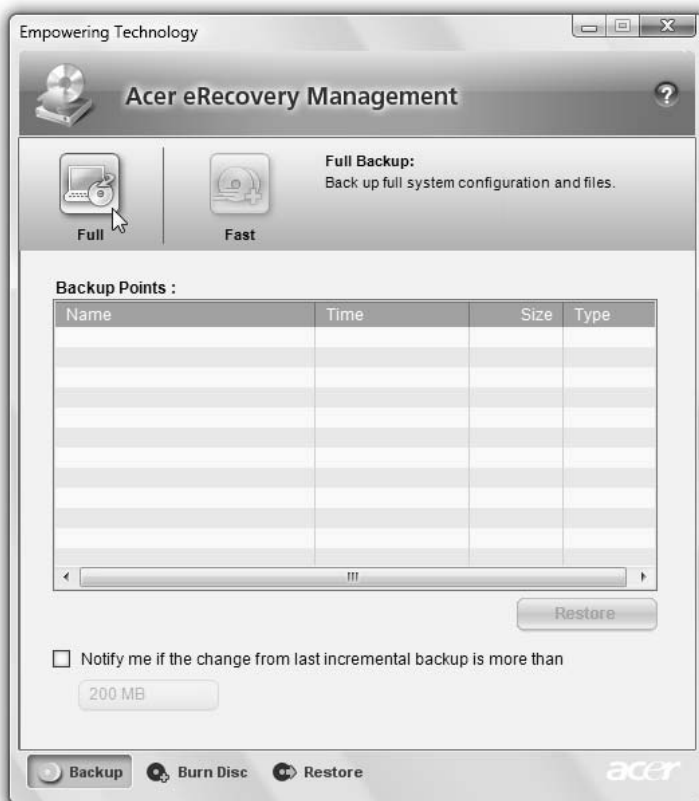 Empowering Technology
Acer eRecovery Management
?
Full Backup:
Back up full system configuration and files.
Full
Fast
Backup Points :
Name Time Size Type
Restore
Notify me if the change from last incremental backup is more than
200 MB
Backup Burn Disc Restore
acer